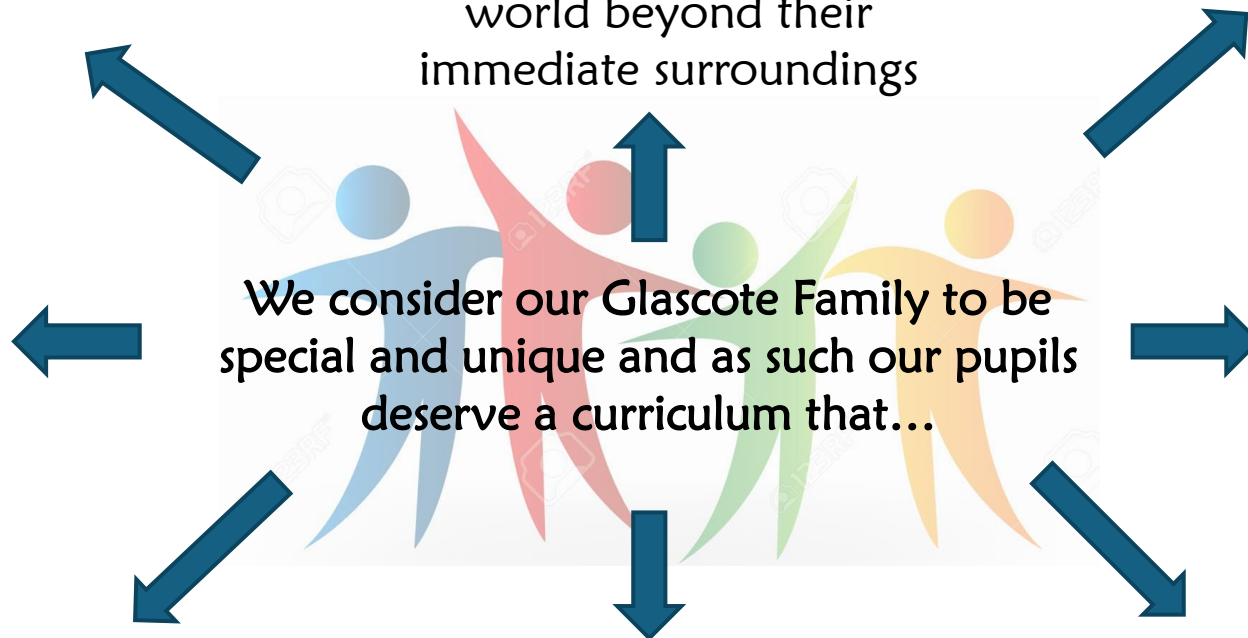 world beyond their
immediate surroundings
We consider our Glascote Family to be
special and unique and as such our pupils
deserve a curriculum that…